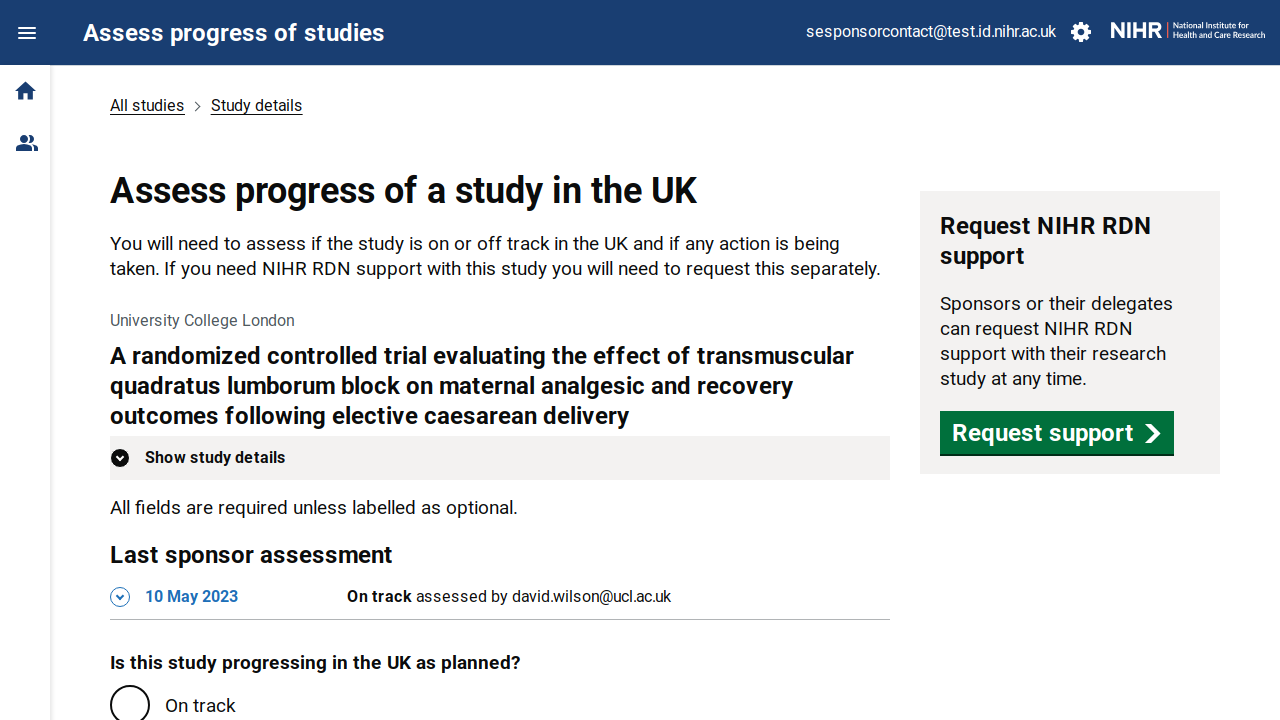 Assess progress of studies
sesponsorcontact@test.id.nihr.ac.uk
NIHR
National Institute for
Health and Care Research
All studies
Study details
Assess progress of a study in the UK
You will need to assess if the study is on or off track in the UK and if any action is being
taken. If you need NIHR RDN support with this study you will need to request this separately.
University College London
A randomized controlled trial evaluating the effect of transmuscular
quadratus lumborum block on maternal analgesic and recovery
outcomes following elective caesarean delivery
Show study details
All fields are required unless labelled as optional.
Last sponsor assessment
10 May 2023
On track assessed by david.wilson@ucl.ac.uk
Is this study progressing in the UK as planned?
On track
Request NIHR RDN
support
Sponsors or their delegates
can request NIHR RDN
support with their research
study at any time.
Request support